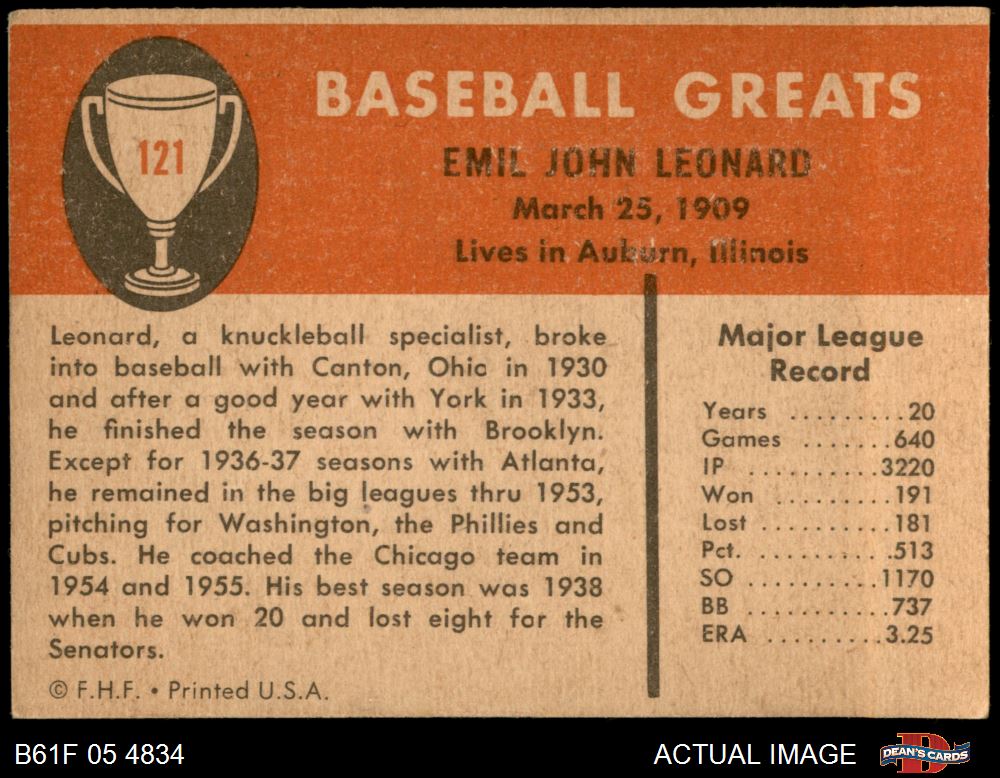 121
BASEBALL GREATS
EMIL JOHN LEONARD
March 25, 1909
Lives in Auburn, Illinois
Leonard, a knuckleball specialist, broke
into baseball with Canton, Ohio in 1930
and after a good year with York in 1933,
he finished the season with Brooklyn.
Except for 1936-37 seasons with Atlanta,
he remained in the big leagues thru 1953,
pitching for Washington, the Phillies and
Cubs. He coached the Chicago team in
1954 and 1955. His best season was 1938
when he won 20 and lost eight for the
Senators.
© F.H.F. • Printed U.S.A.
Major League
Record
Years .........20
Games .......640
IP ..........3220
Won .........191
Lost ..........181
Pct. ..........513
SO ..........1170
BB ...........737
ERA .........3.25
B61F 05 4834
ACTUAL IMAGE
DEAN'S CARDS